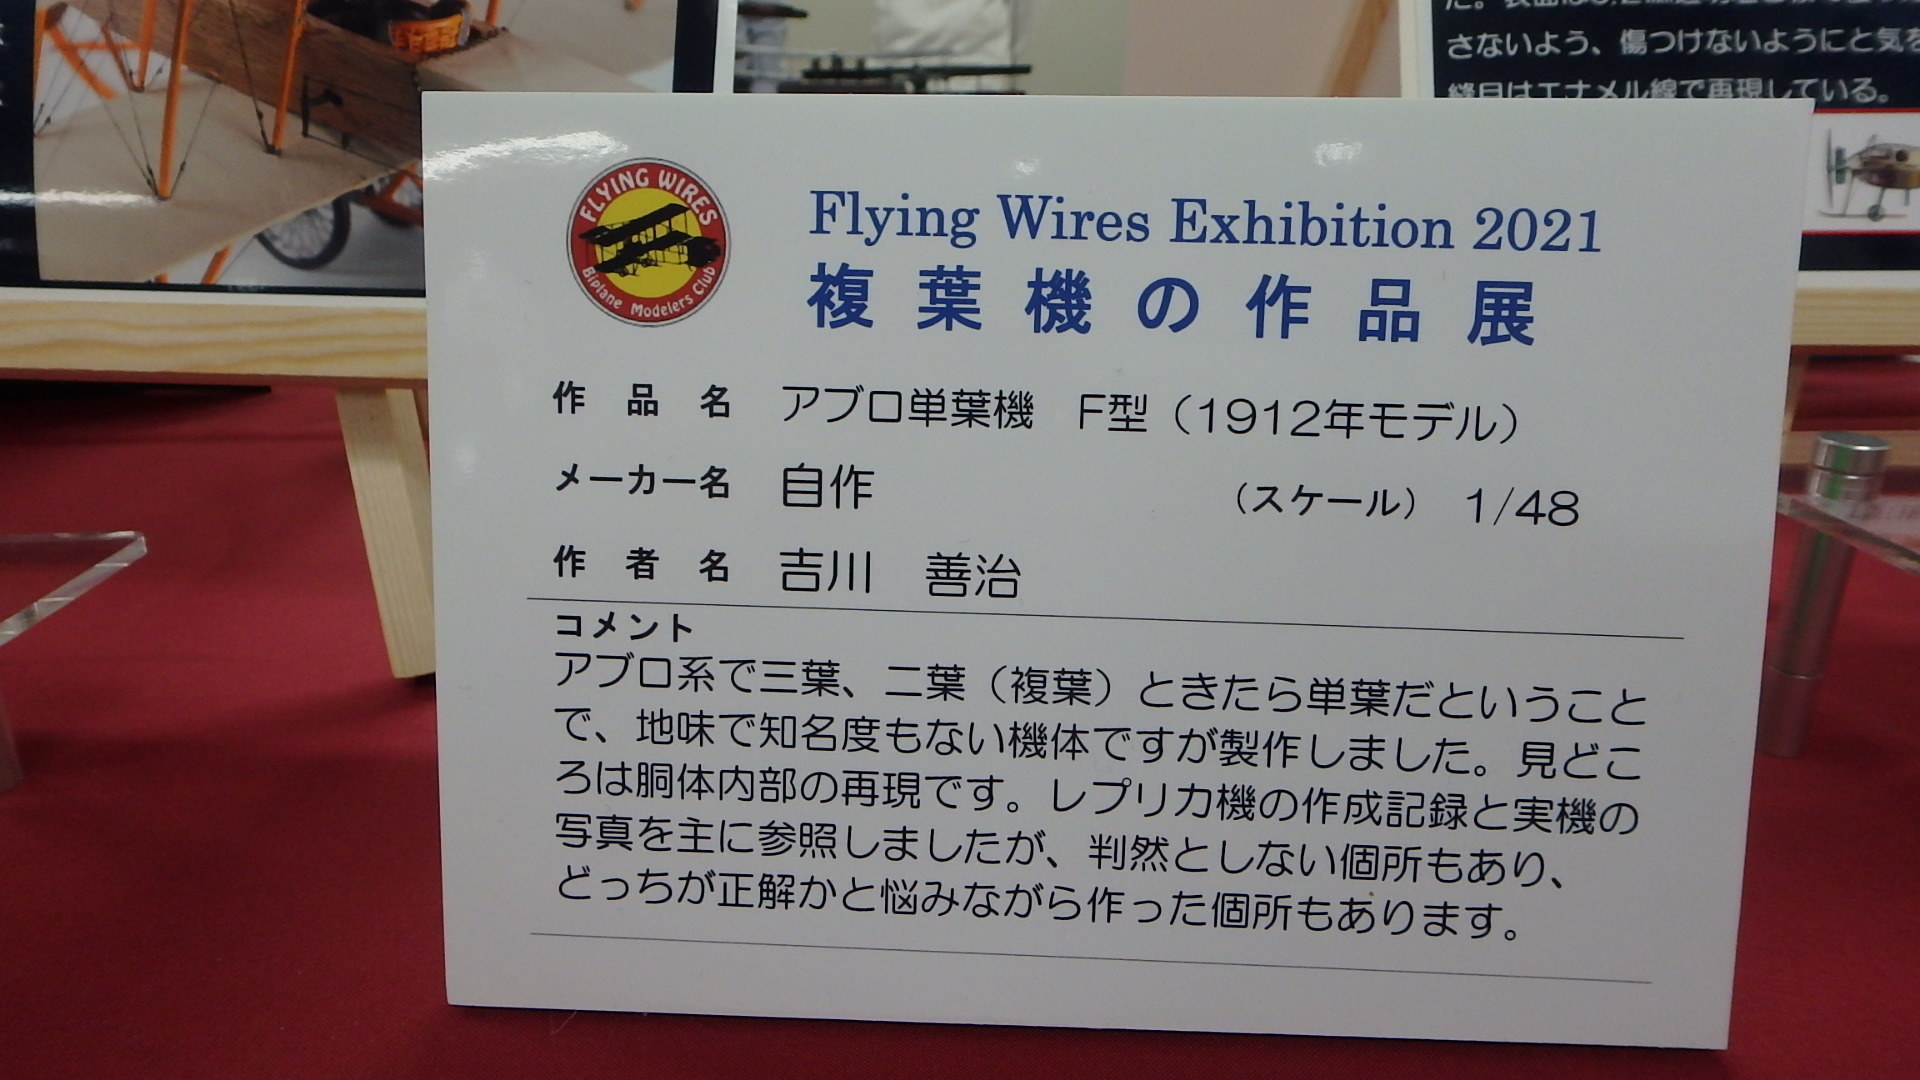 さないよう、傷つけないようにと気を
縫目はエナメル線で再現している。
FLYING WIRES
Biplane Modelers Club
Flying Wires Exhibition 2021
複葉機の作品展
作品名 アブロ単葉機 F型（1912年モデル）
メーカー名 自作 （スケール） 1/48
作者名 吉川 善治
コメント
アブロ系で三葉、二葉（複葉）ときたら単葉だということ
で、地味で知名度もない機体ですが製作しました。見どこ
ろは胴体内部の再現です。レプリカ機の作成記録と実機の
写真を主に参照しましたが、判然としない個所もあり、
どっちが正解かと悩みながら作った個所もあります。